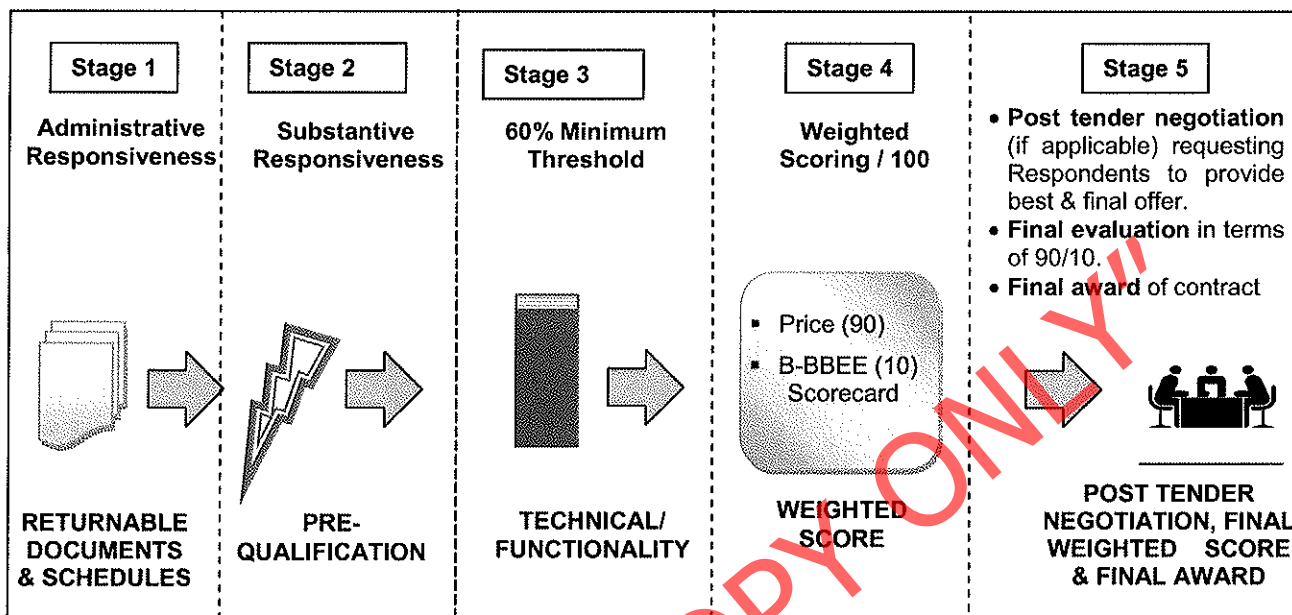 Stage 1
Administrative
Responsiveness
RETURNABLE
DOCUMENTS
& SCHEDULES
Stage 2
Substantive
Responsiveness
PRE-
QUALIFICATION
Stage 3
60% Minimum
Threshold
TECHNICAL/
FUNCTIONALITY
Stage 4
Weighted
Scoring / 100
▪ Price (90)
▪ B-BBEE (10)
Scorecard
WEIGHTED
SCORE
Stage 5
• Post tender negotiation
(if applicable) requesting
Respondents to provide
best & final offer.
• Final evaluation in terms
of 90/10.
• Final award of contract
POST TENDER
NEGOTIATION, FINAL
WEIGHTED SCORE
& FINAL AWARD
PY ONLY"